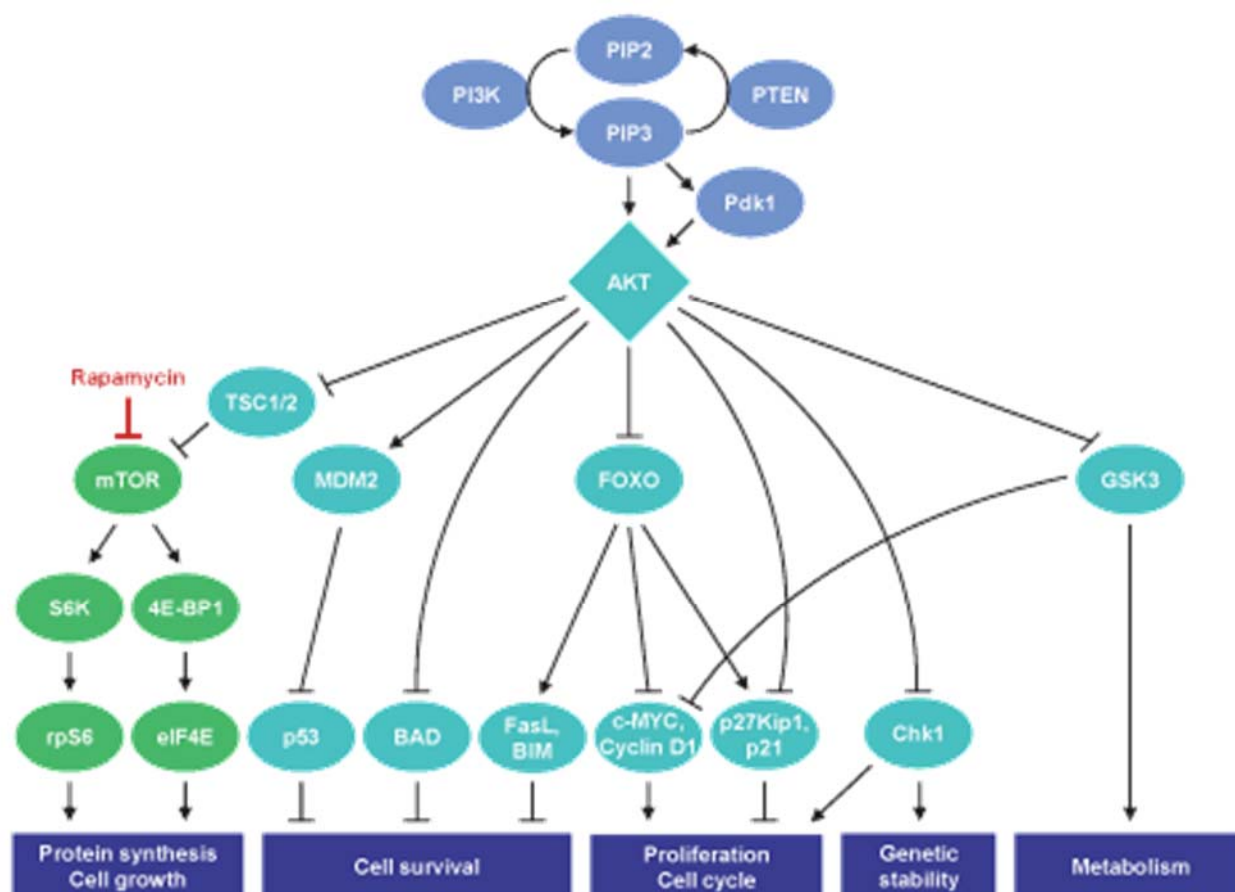 PIP2
PI3K
PTEN
PIP3
Pdk1
AKT
Rapamycin
TSC1/2
mTOR
MDM2
FOXO
GSK3
S6K
4E-BP1
rpS6
eIF4E
p53
BAD
FasL,
BIM
c-MYC,
Cyclin D1
p27Kip1,
p21
Chk1
Protein synthesis
Cell growth
Cell survival
Proliferation
Cell cycle
Genetic
stability
Metabolism